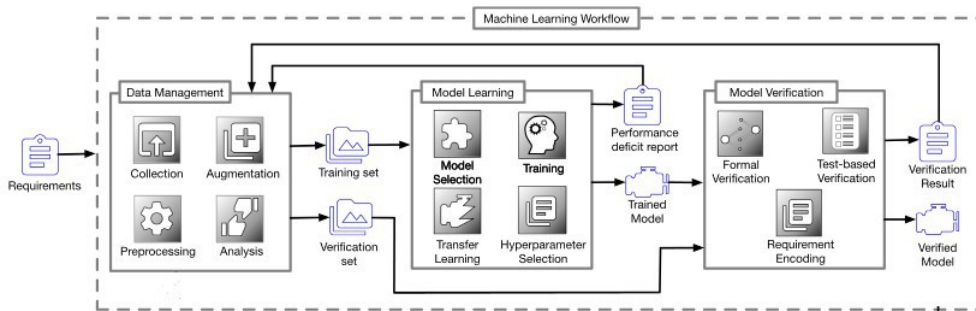 Machine Learning Workflow
Data Management
Model Learning
Model Verification
Requirements
Collection
Augmentation
Preprocessing
Analysis
Training set
Verification
set
Model
Selection
Training
Transfer
Learning
Hyperparameter
Selection
Performance
deficit report
Trained
Model
Formal
Verification
Test-based
Verification
Requirement
Encoding
Verification
Result
Verified
Model